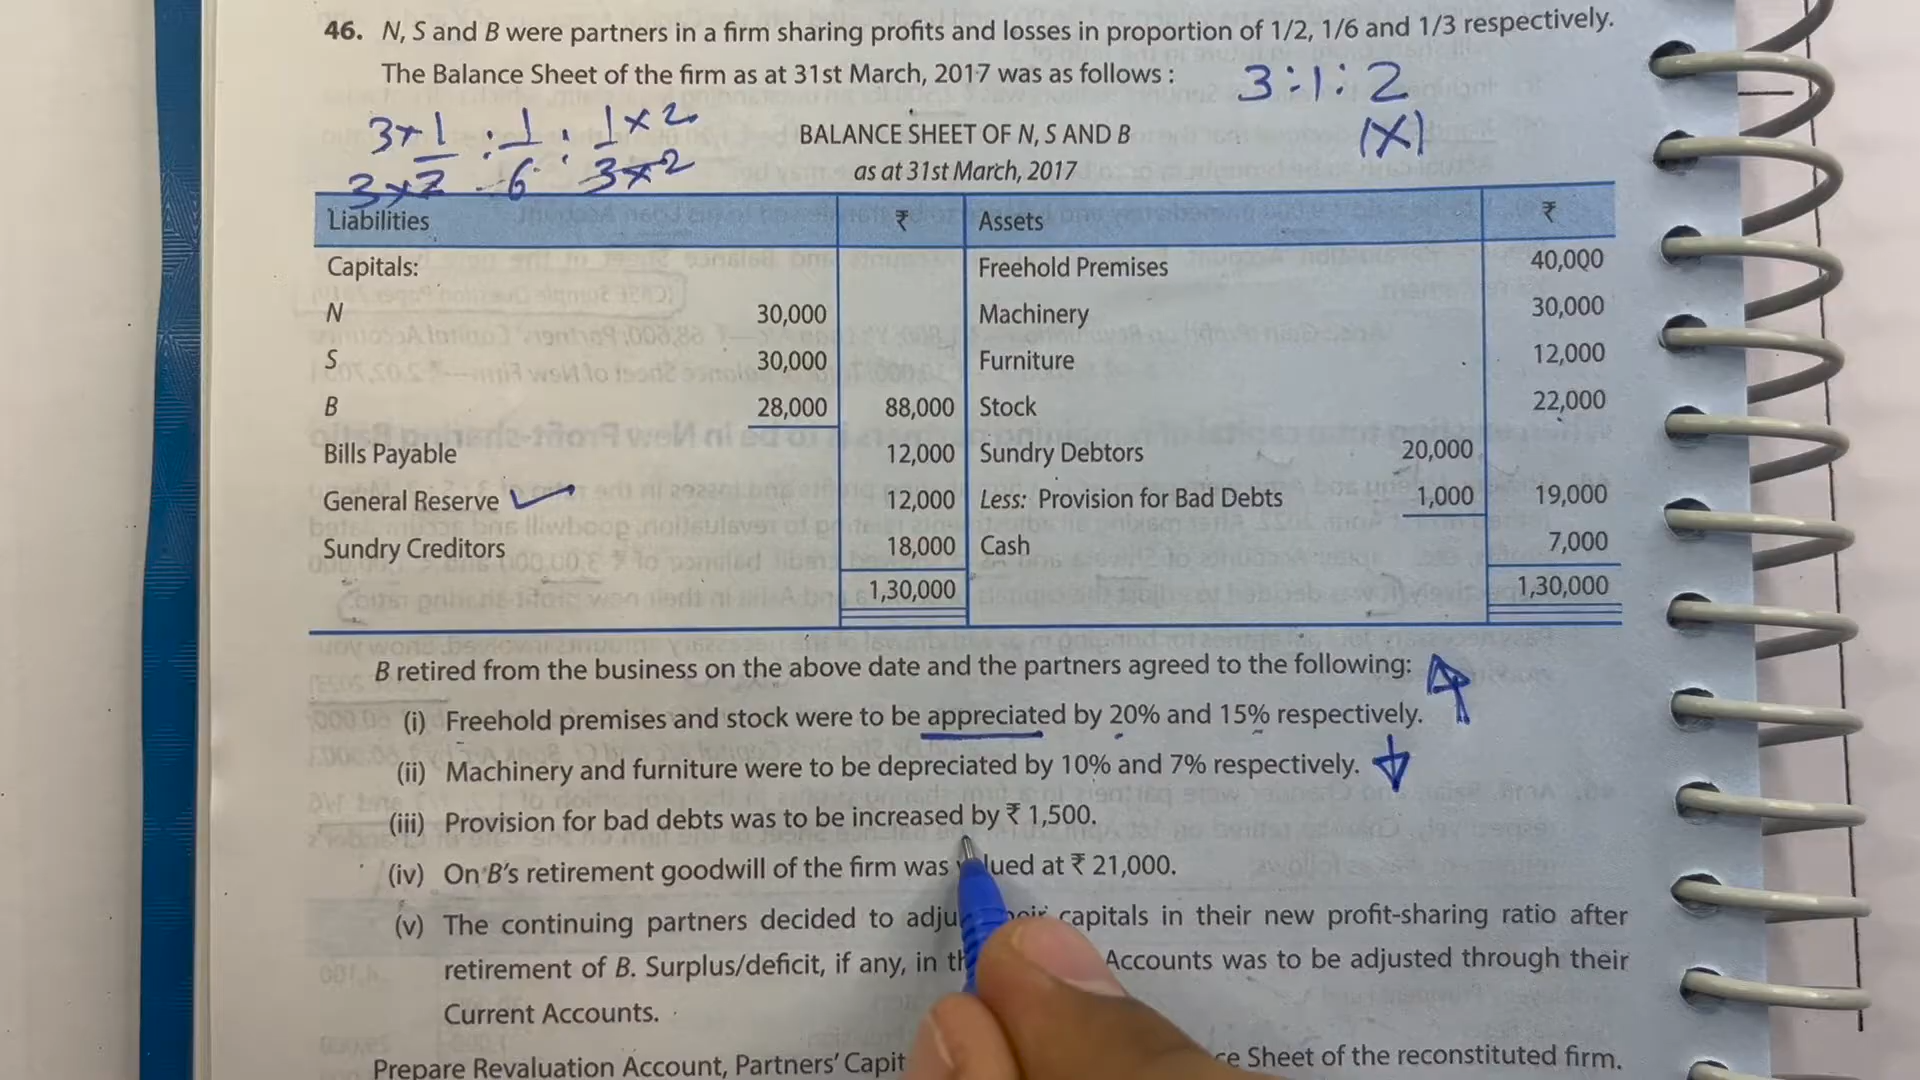 46. N, S and B were partners in a firm sharing profits and losses in proportion of 1/2, 1/6 and 1/3 respectively.
The Balance Sheet of the firm as at 31st March, 2017 was as follows :
3:1:2
3×1 : 1 : 1×2
3×2 6 3×2
BALANCE SHEET OF N, S AND B
as at 31st March, 2017
Liabilities ₹ Assets ₹
Capitals: Freehold Premises 40,000
N 30,000 Machinery 30,000
S 30,000 Furniture 12,000
B 28,000 88,000 Stock 22,000
Bills Payable 12,000 Sundry Debtors 20,000
General Reserve 12,000 Less: Provision for Bad Debts 1,000 19,000
Sundry Creditors 18,000 Cash 7,000
1,30,000 1,30,000
B retired from the business on the above date and the partners agreed to the following:
(i) Freehold premises and stock were to be appreciated by 20% and 15% respectively.
(ii) Machinery and furniture were to be depreciated by 10% and 7% respectively.
(iii) Provision for bad debts was to be increased by ₹ 1,500.
(iv) On B's retirement goodwill of the firm was valued at ₹ 21,000.
(v) The continuing partners decided to capitals in their new profit-sharing ratio after
retirement of B. Surplus/deficit, if any, in Accounts was to be adjusted through their
Current Accounts.
Prepare Revaluation Account, Partners' Sheet of the reconstituted firm.